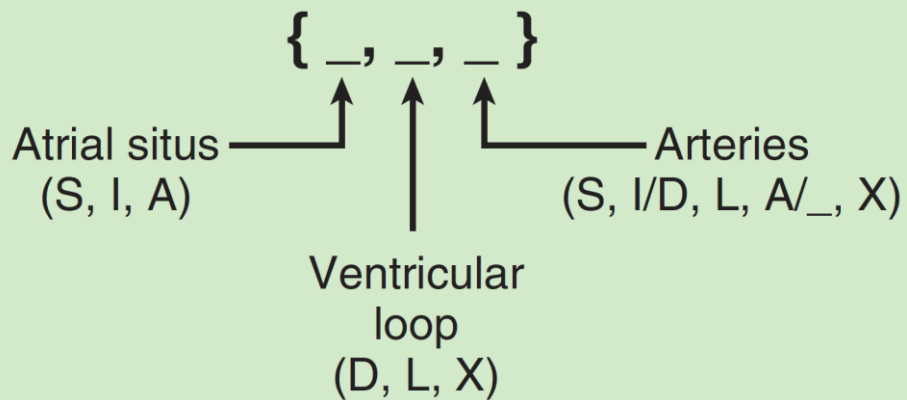 { _, _, _ }
Atrial situs
(S, I, A)
Arteries
(S, I/D, L, A/_, X)
Ventricular
loop
(D, L, X)